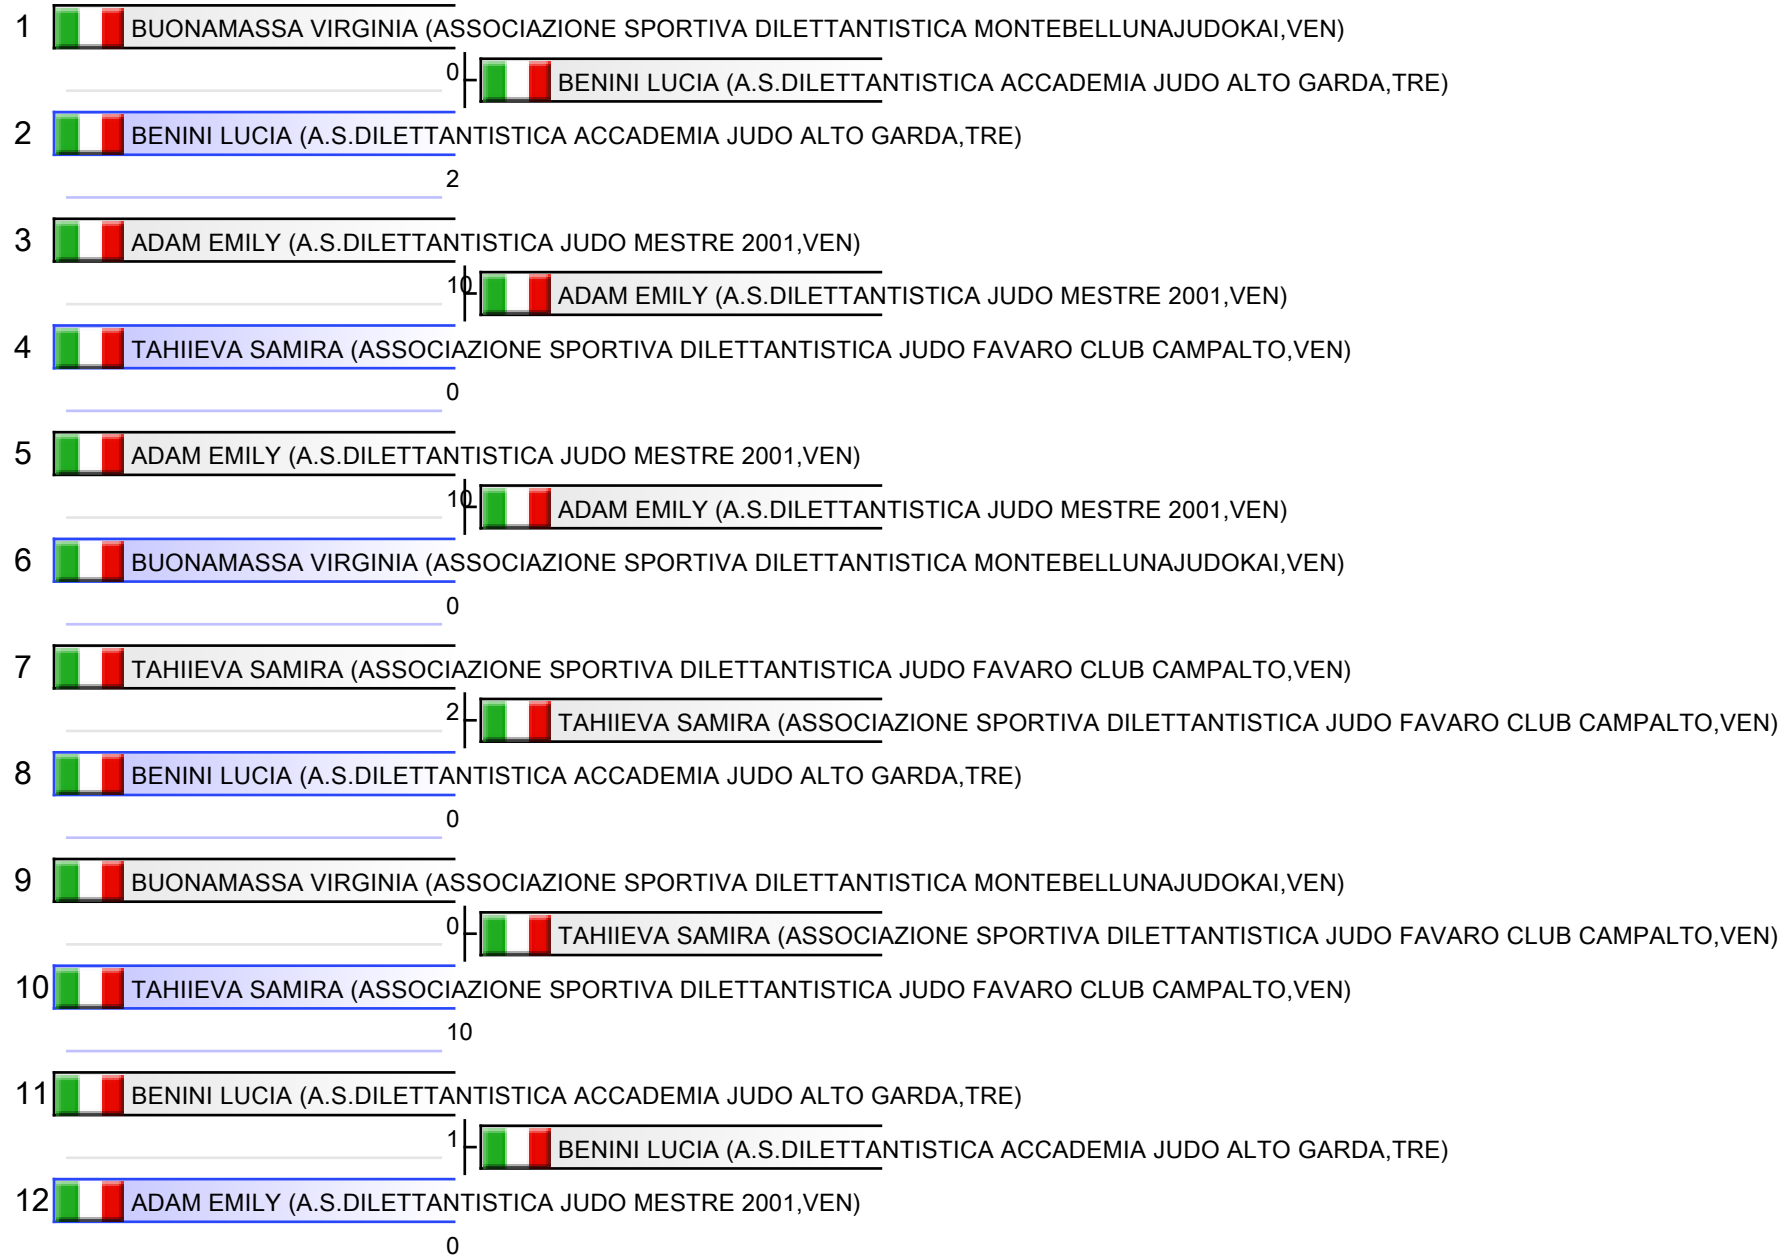 1 BUONAMASSA VIRGINIA (ASSOCIAZIONE SPORTIVA DILETTANTISTICA MONTEBELLUNAJUDOKAI,VEN)
0 BENINI LUCIA (A.S.DILETTANTISTICA ACCADEMIA JUDO ALTO GARDA,TRE)
2 BENINI LUCIA (A.S.DILETTANTISTICA ACCADEMIA JUDO ALTO GARDA,TRE)
2
3 ADAM EMILY (A.S.DILETTANTISTICA JUDO MESTRE 2001,VEN)
10 ADAM EMILY (A.S.DILETTANTISTICA JUDO MESTRE 2001,VEN)
4 TAHIIEVA SAMIRA (ASSOCIAZIONE SPORTIVA DILETTANTISTICA JUDO FAVARO CLUB CAMPALTO,VEN)
0
5 ADAM EMILY (A.S.DILETTANTISTICA JUDO MESTRE 2001,VEN)
10 ADAM EMILY (A.S.DILETTANTISTICA JUDO MESTRE 2001,VEN)
6 BUONAMASSA VIRGINIA (ASSOCIAZIONE SPORTIVA DILETTANTISTICA MONTEBELLUNAJUDOKAI,VEN)
0
7 TAHIIEVA SAMIRA (ASSOCIAZIONE SPORTIVA DILETTANTISTICA JUDO FAVARO CLUB CAMPALTO,VEN)
2 TAHIIEVA SAMIRA (ASSOCIAZIONE SPORTIVA DILETTANTISTICA JUDO FAVARO CLUB CAMPALTO,VEN)
8 BENINI LUCIA (A.S.DILETTANTISTICA ACCADEMIA JUDO ALTO GARDA,TRE)
0
9 BUONAMASSA VIRGINIA (ASSOCIAZIONE SPORTIVA DILETTANTISTICA MONTEBELLUNAJUDOKAI,VEN)
0 TAHIIEVA SAMIRA (ASSOCIAZIONE SPORTIVA DILETTANTISTICA JUDO FAVARO CLUB CAMPALTO,VEN)
10 TAHIIEVA SAMIRA (ASSOCIAZIONE SPORTIVA DILETTANTISTICA JUDO FAVARO CLUB CAMPALTO,VEN)
10
11 BENINI LUCIA (A.S.DILETTANTISTICA ACCADEMIA JUDO ALTO GARDA,TRE)
1 BENINI LUCIA (A.S.DILETTANTISTICA ACCADEMIA JUDO ALTO GARDA,TRE)
12 ADAM EMILY (A.S.DILETTANTISTICA JUDO MESTRE 2001,VEN)
0